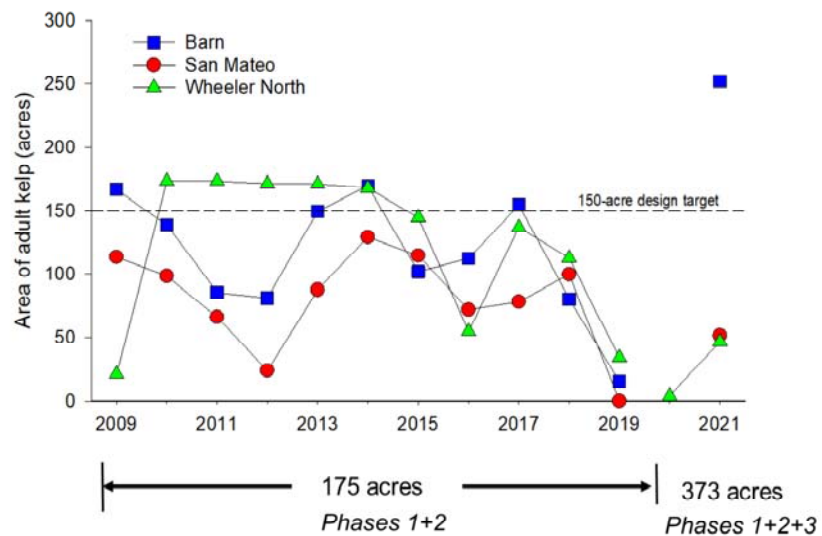 300
Barn
San Mateo
Wheeler North
250
200
150-acre design target
150
100
50
0
Area of adult kelp (acres)
2009 2011 2013 2015 2017 2019 2021
175 acres
373 acres
Phases 1+2
Phases 1+2+3